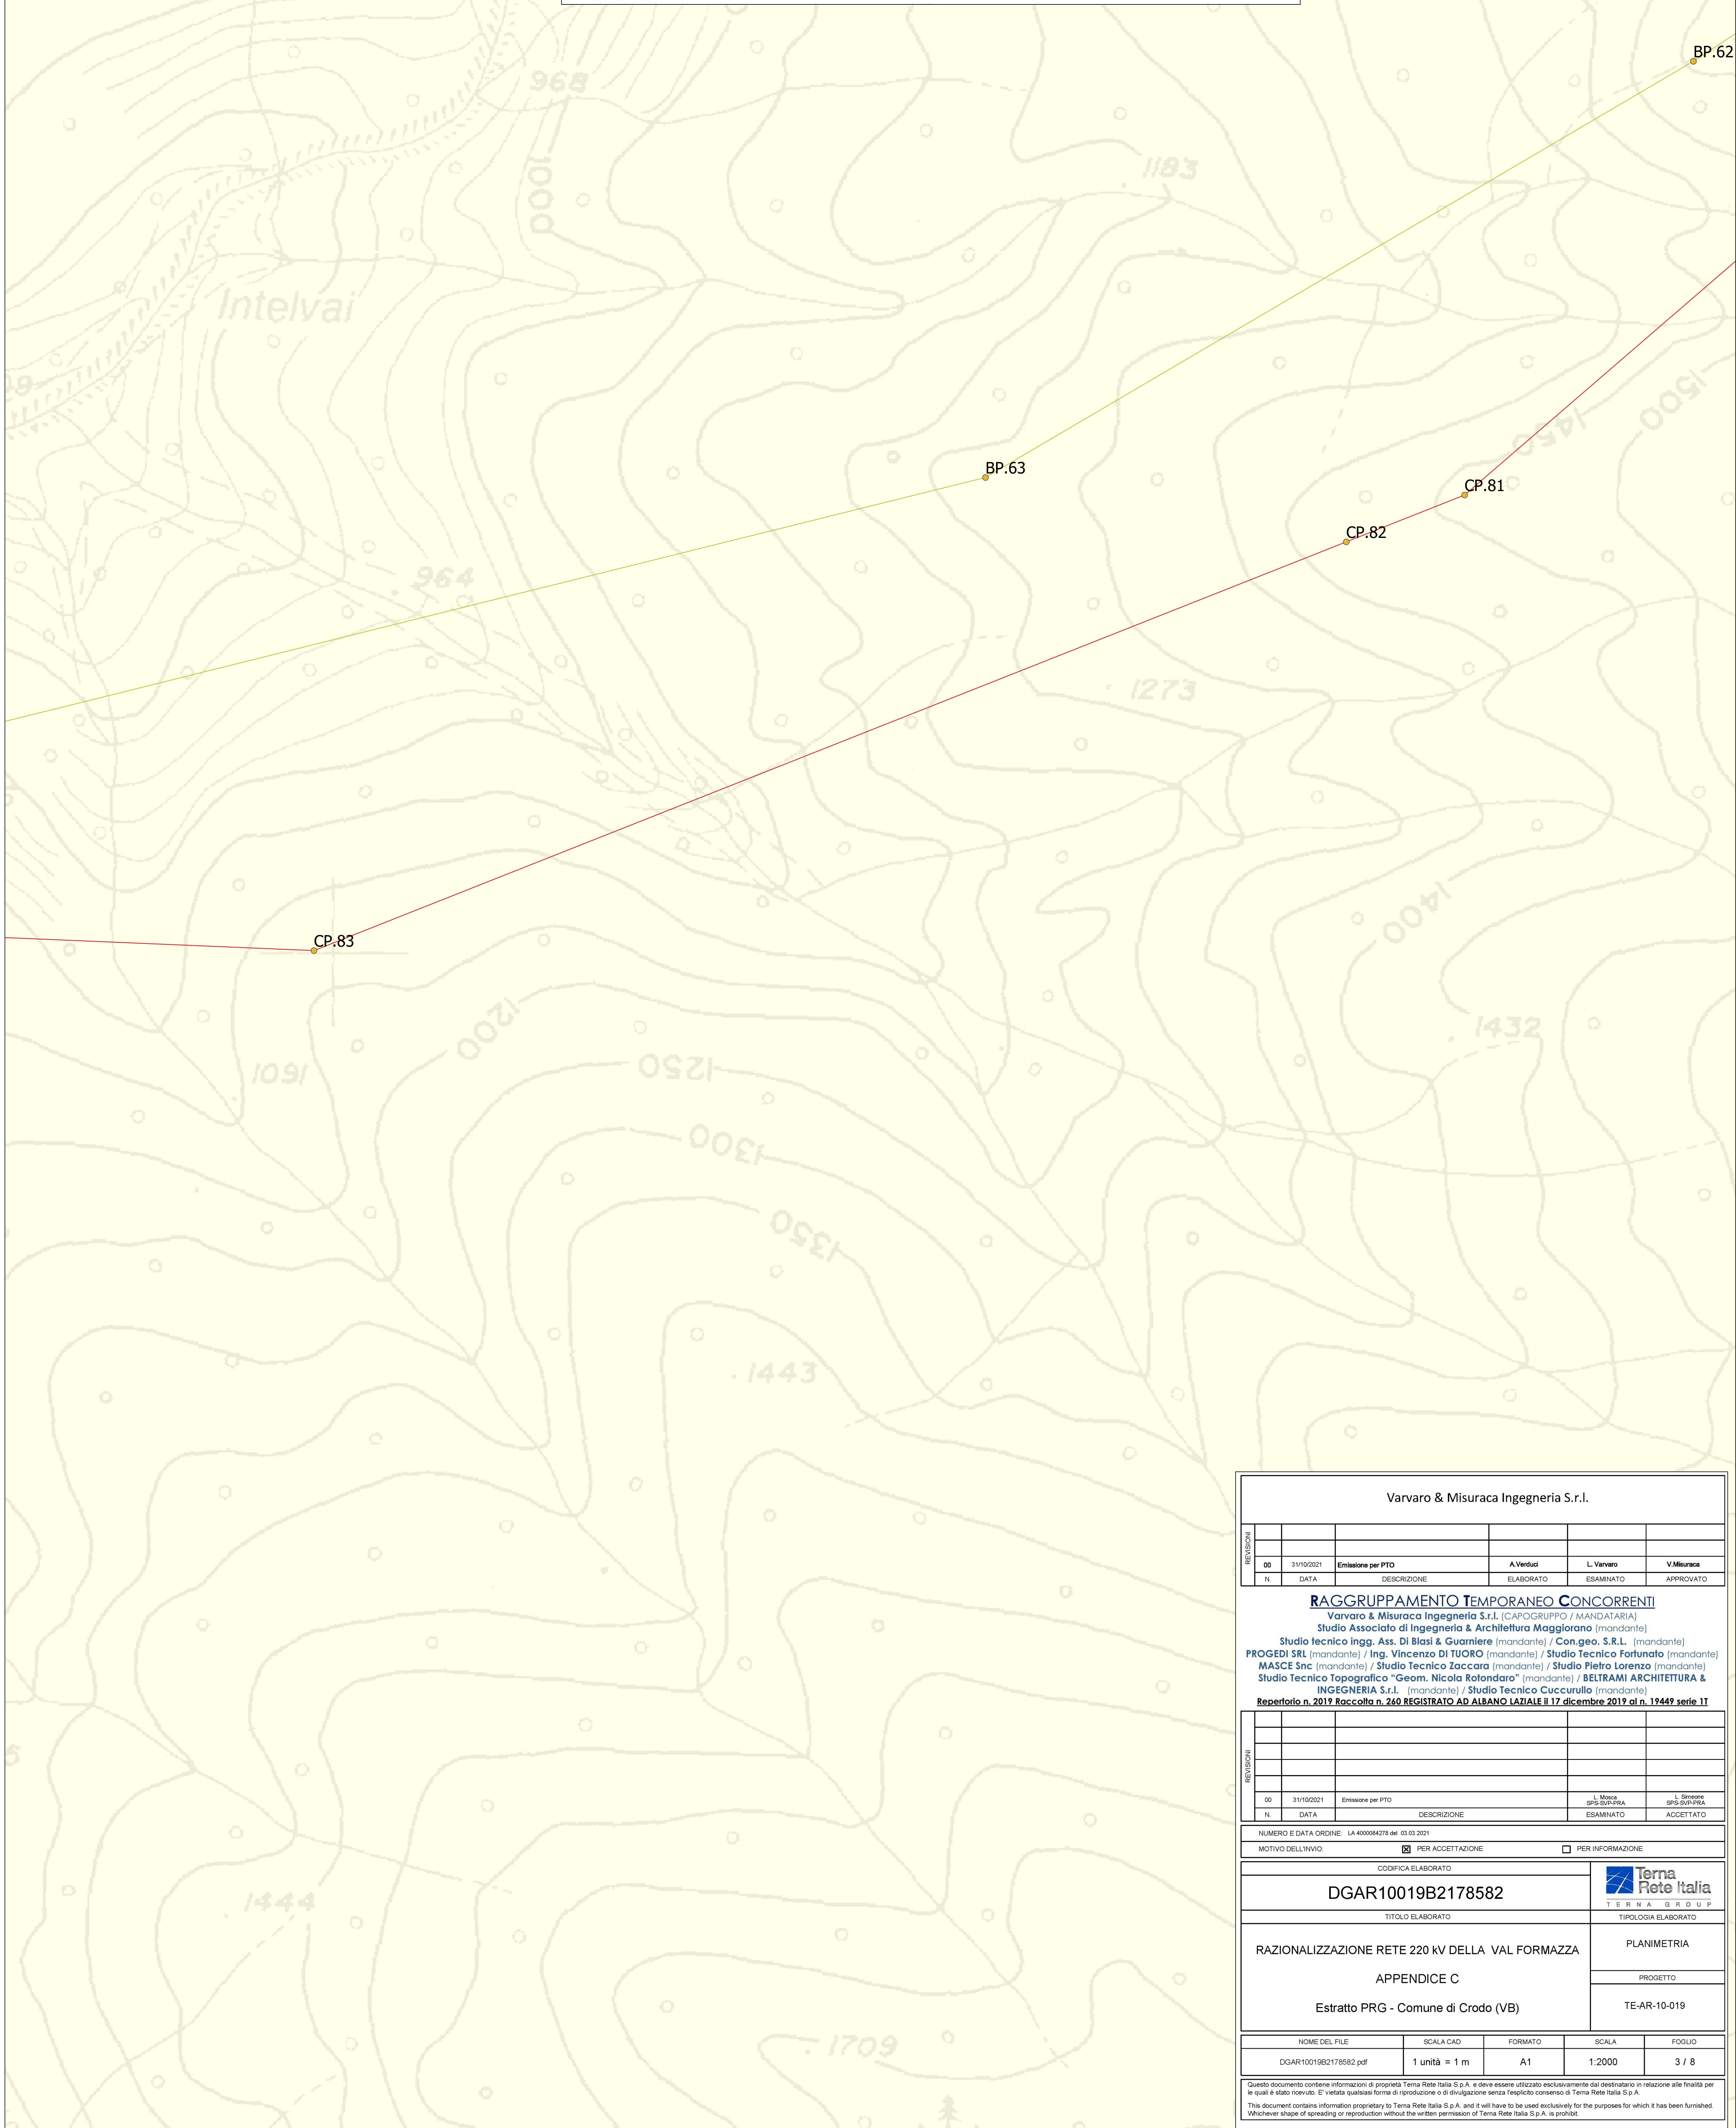 BP.62
968
1000
1183
Intelvai
1500
1450
BP.63
CP.81
CP.82
964
1273
1400
CP.83
1200
1432
1091
1250
1300
1350
1443
1444
1709
Varvaro & Misuraca Ingegneria S.r.l.
REVISIONI
00 31/10/2021 Emissione per PTO A.Verduci L. Varvaro V.Misuraca
N. DATA DESCRIZIONE ELABORATO ESAMINATO APPROVATO
RAGGRUPPAMENTO TEMPORANEO CONCORRENTI
Varvaro & Misuraca Ingegneria S.r.l. (CAPOGRUPPO / MANDATARIA)
Studio Associato di Ingegneria & Architettura Maggiorano (mandante)
Studio tecnico ingg. Ass. Di Blasi & Guarniere (mandante) / Con.geo. S.R.L. (mandante)
PROGEDI SRL (mandante) / Ing. Vincenzo DI TUORO (mandante) / Studio Tecnico Fortunato (mandante)
MASCE Snc (mandante) / Studio Tecnico Zaccara (mandante) / Studio Pietro Lorenzo (mandante)
Studio Tecnico Topografico “Geom. Nicola Rotondaro” (mandante) / BELTRAMI ARCHITETTURA &
INGEGNERIA S.r.l. (mandante) / Studio Tecnico Cuccurullo (mandante)
Repertorio n. 2019 Raccolta n. 260 REGISTRATO AD ALBANO LAZIALE il 17 dicembre 2019 al n. 19449 serie 1T
REVISIONI
00 31/10/2021 Emissione per PTO L. Mosca SPS-SVP-PRA L. Simeone SPS-SVP-PRA
N. DATA DESCRIZIONE ESAMINATO ACCETTATO
NUMERO E DATA ORDINE: LA 4000084278 del 03.03.2021
MOTIVO DELL'INVIO: PER ACCETTAZIONE PER INFORMAZIONE
CODIFICA ELABORATO
DGAR10019B2178582
Terna
Rete Italia
TERNA GROUP
TITOLO ELABORATO
TIPOLOGIA ELABORATO
RAZIONALIZZAZIONE RETE 220 kV DELLA VAL FORMAZZA
PLANIMETRIA
APPENDICE C
PROGETTO
Estratto PRG - Comune di Crodo (VB)
TE-AR-10-019
NOME DEL FILE SCALA CAD FORMATO SCALA FOGLIO
DGAR10019B2178582.pdf 1 unità = 1 m A1 1:2000 3 / 8
Questo documento contiene informazioni di proprietà Terna Rete Italia S.p.A. e deve essere utilizzato esclusivamente dal destinatario in relazione alle finalità per
le quali è stato ricevuto. E' vietata qualsiasi forma di riproduzione o di divulgazione senza l'esplicito consenso di Terna Rete Italia S.p.A.
This document contains information proprietary to Terna Rete Italia S.p.A. and it will have to be used exclusively for the purposes for which it has been furnished.
Whichever shape of spreading or reproduction without the written permission of Terna Rete Italia S.p.A. is prohibit.